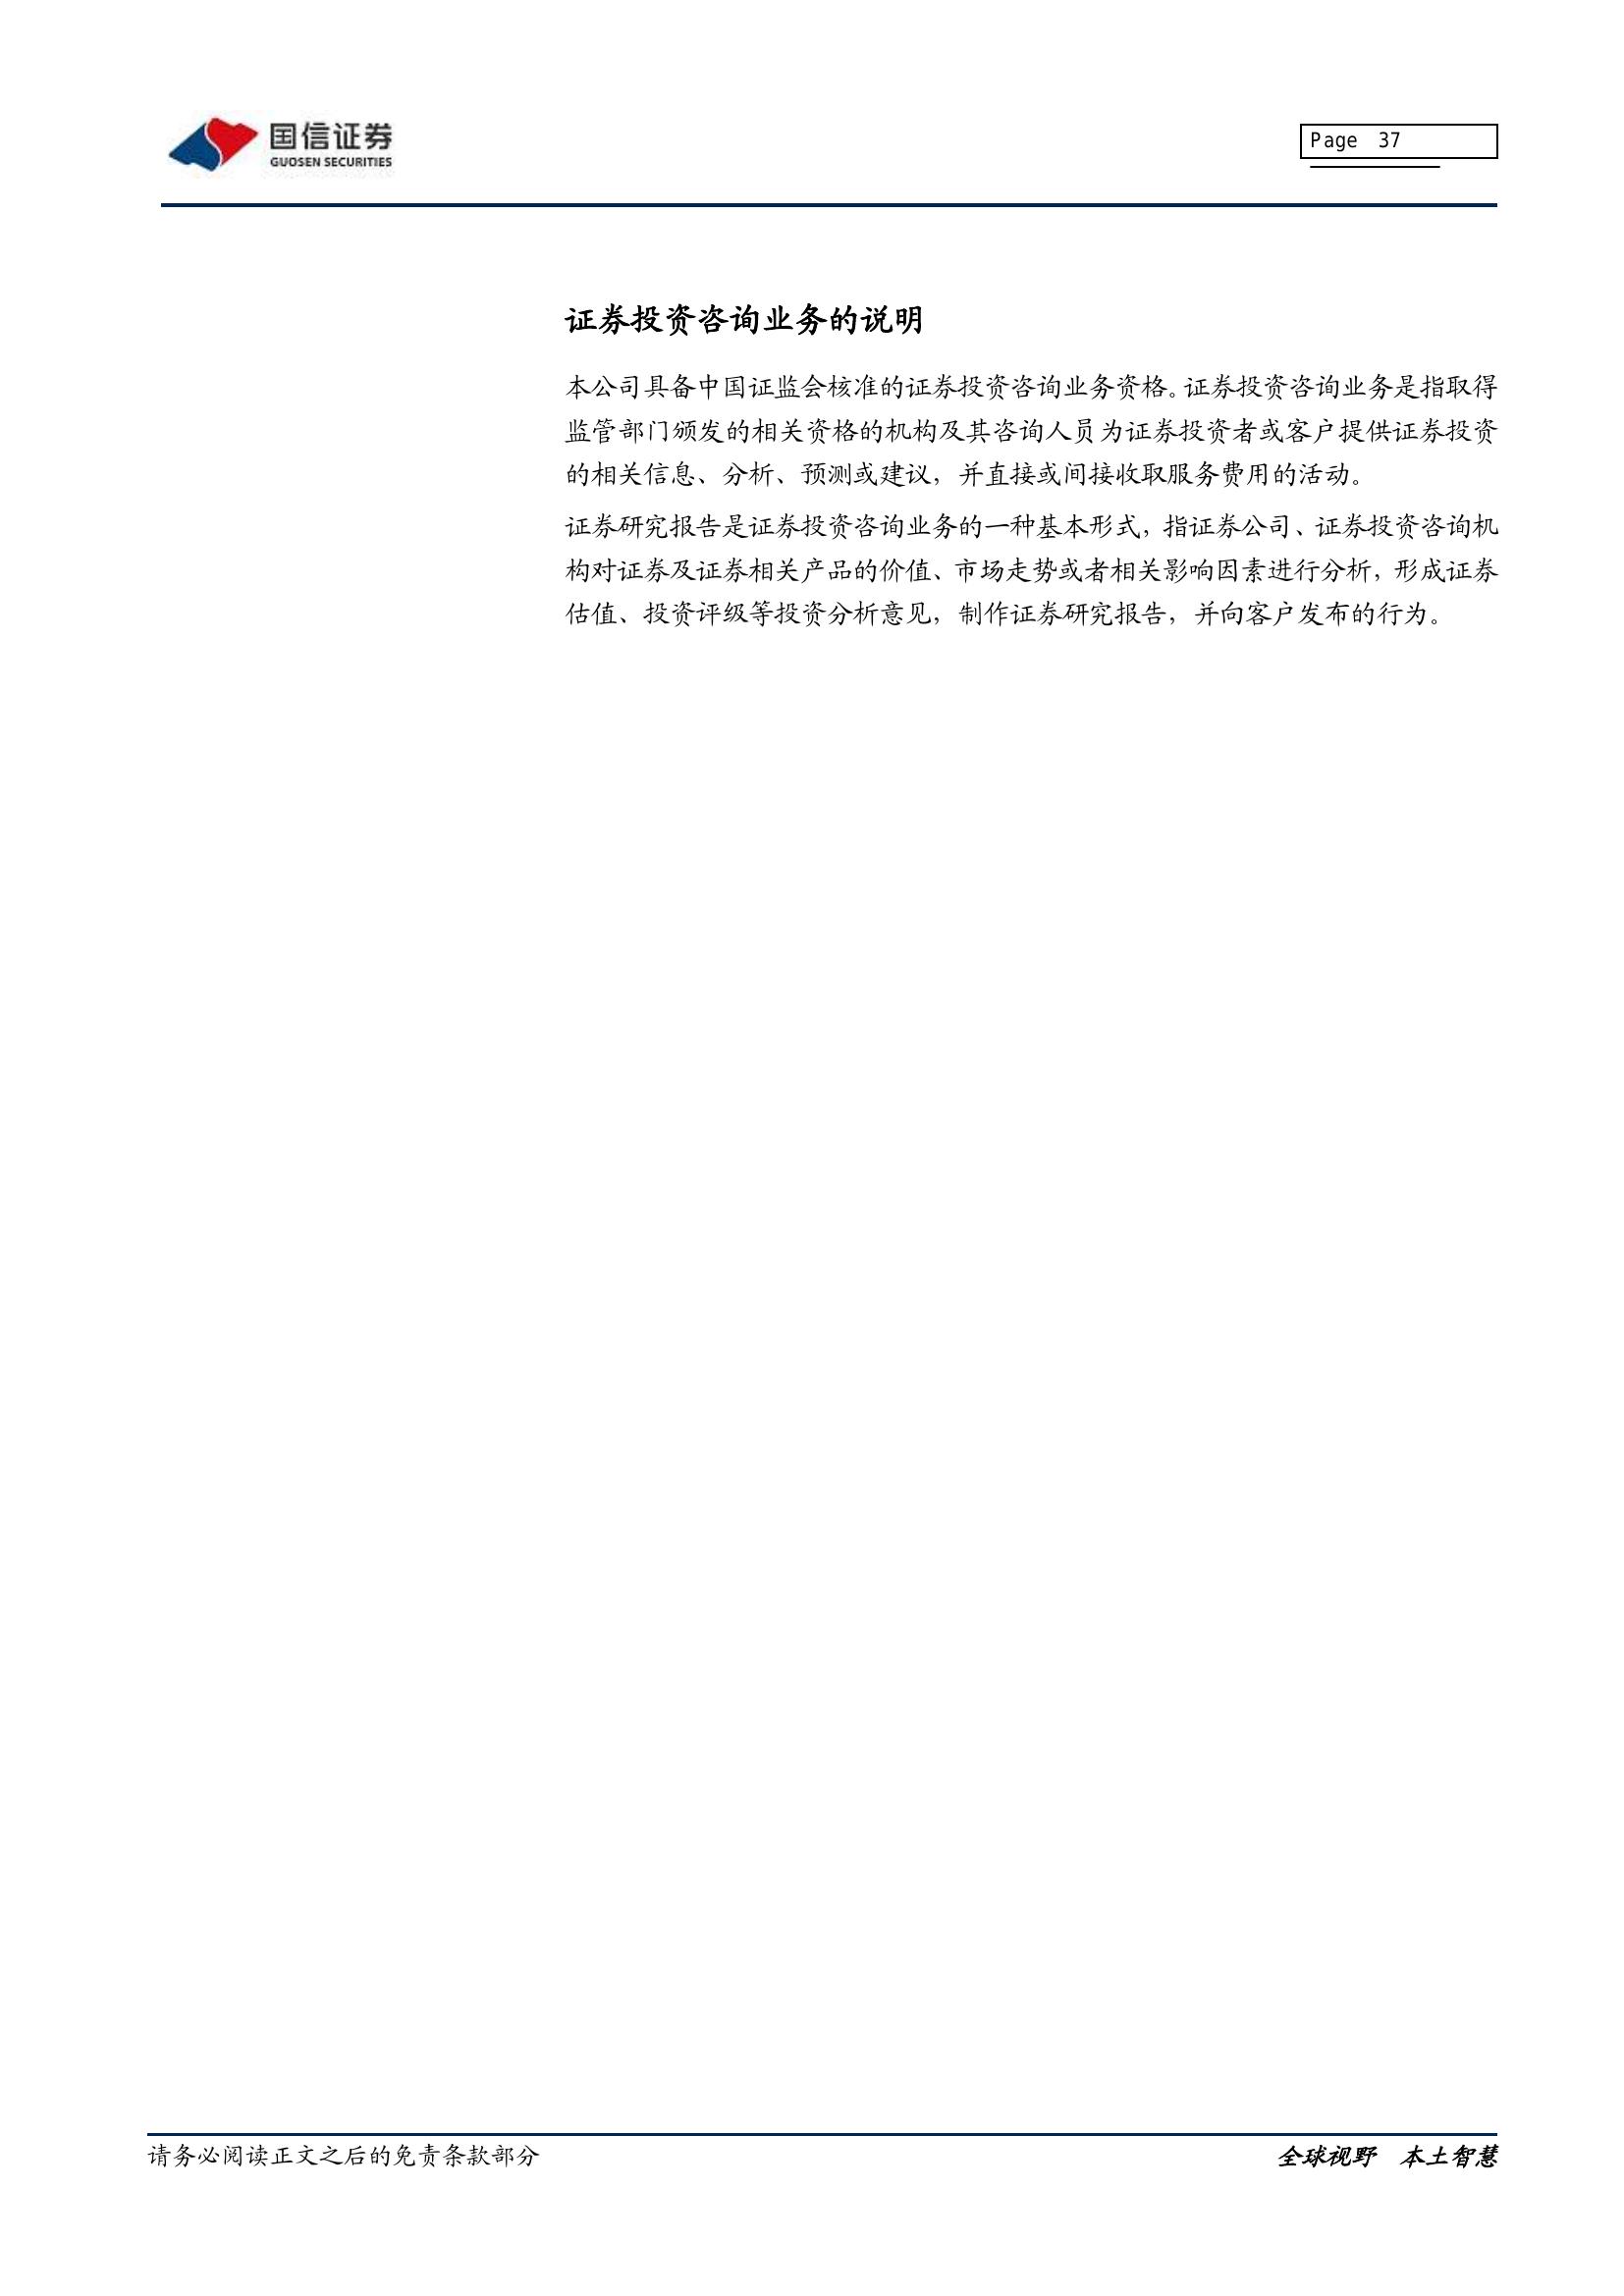 国信证券
GUOSEN SECURITIES
Page 37
证券投资咨询业务的说明
本公司具备中国证监会核准的证券投资咨询业务资格。证券投资咨询业务是指取得
监管部门颁发的相关资格的机构及其咨询人员为证券投资者或客户提供证券投资
的相关信息、分析、预测或建议，并直接或间接收取服务费用的活动。
证券研究报告是证券投资咨询业务的一种基本形式，指证券公司、证券投资咨询机
构对证券及证券相关产品的价值、市场走势或者相关影响因素进行分析，形成证券
估值、投资评级等投资分析意见，制作证券研究报告，并向客户发布的行为。
请务必阅读正文之后的免责条款部分
全球视野 本土智慧